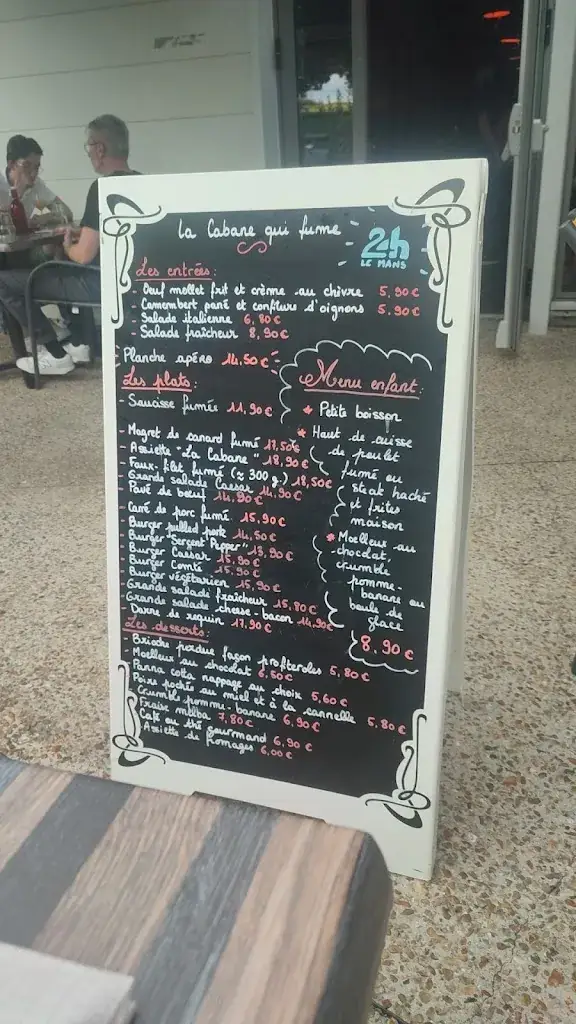 La Cabane qui fume
24h
LE MANS
Les entrées:
- Oeuf mollet frit et crème au chèvre 5,90€
- Camembert pané et confiture d'oignons 5.90€
- Salade italienne 6,80€
- Salade fraîcheur 8,90€
Planche apéro 14,50€
Les plats:
- Saucisse fumée 11,90€
- Magret de canard fumé 17,50€
- Assiette "La Cabane" 18,90€
- Faux-filet fumé (≈ 300g) 18,50€
- Grande salade Cæsar 14,90€
- Pavé de boeuf 14,90€
- Carré de porc fumé 15,90€
- Burger pulled pork 14,50€
- Burger "Sergent Pepper" 13,90€
- Burger Cæsar 15,90€
- Burger Comté 15,90€
- Burger végétarien 15,90€
- Grande salade fraîcheur 15,80€
- Grande salade cheese-bacon 14,90€
- Darne de requin 17,90€
Les desserts:
- Brioche perdue façon profiteroles 5,80€
- Moelleux au chocolat 6,50€
- Panna cotta nappage au choix 5,60€
- Poire pochée au miel et à la cannelle 5,80€
- Crumble pomme-banane 6,90€
- Fraise melba 7,80€
- Café ou thé gourmand 6,90€
- Assiette de fromages 6,00€
Menu enfant:
* Petite boisson
* Haut de cuisse
de poulet
fumé ou
steak haché
et frites
maison
* Moelleux au
chocolat,
crumble
pomme-
banane ou
boule de
glace
8.90€